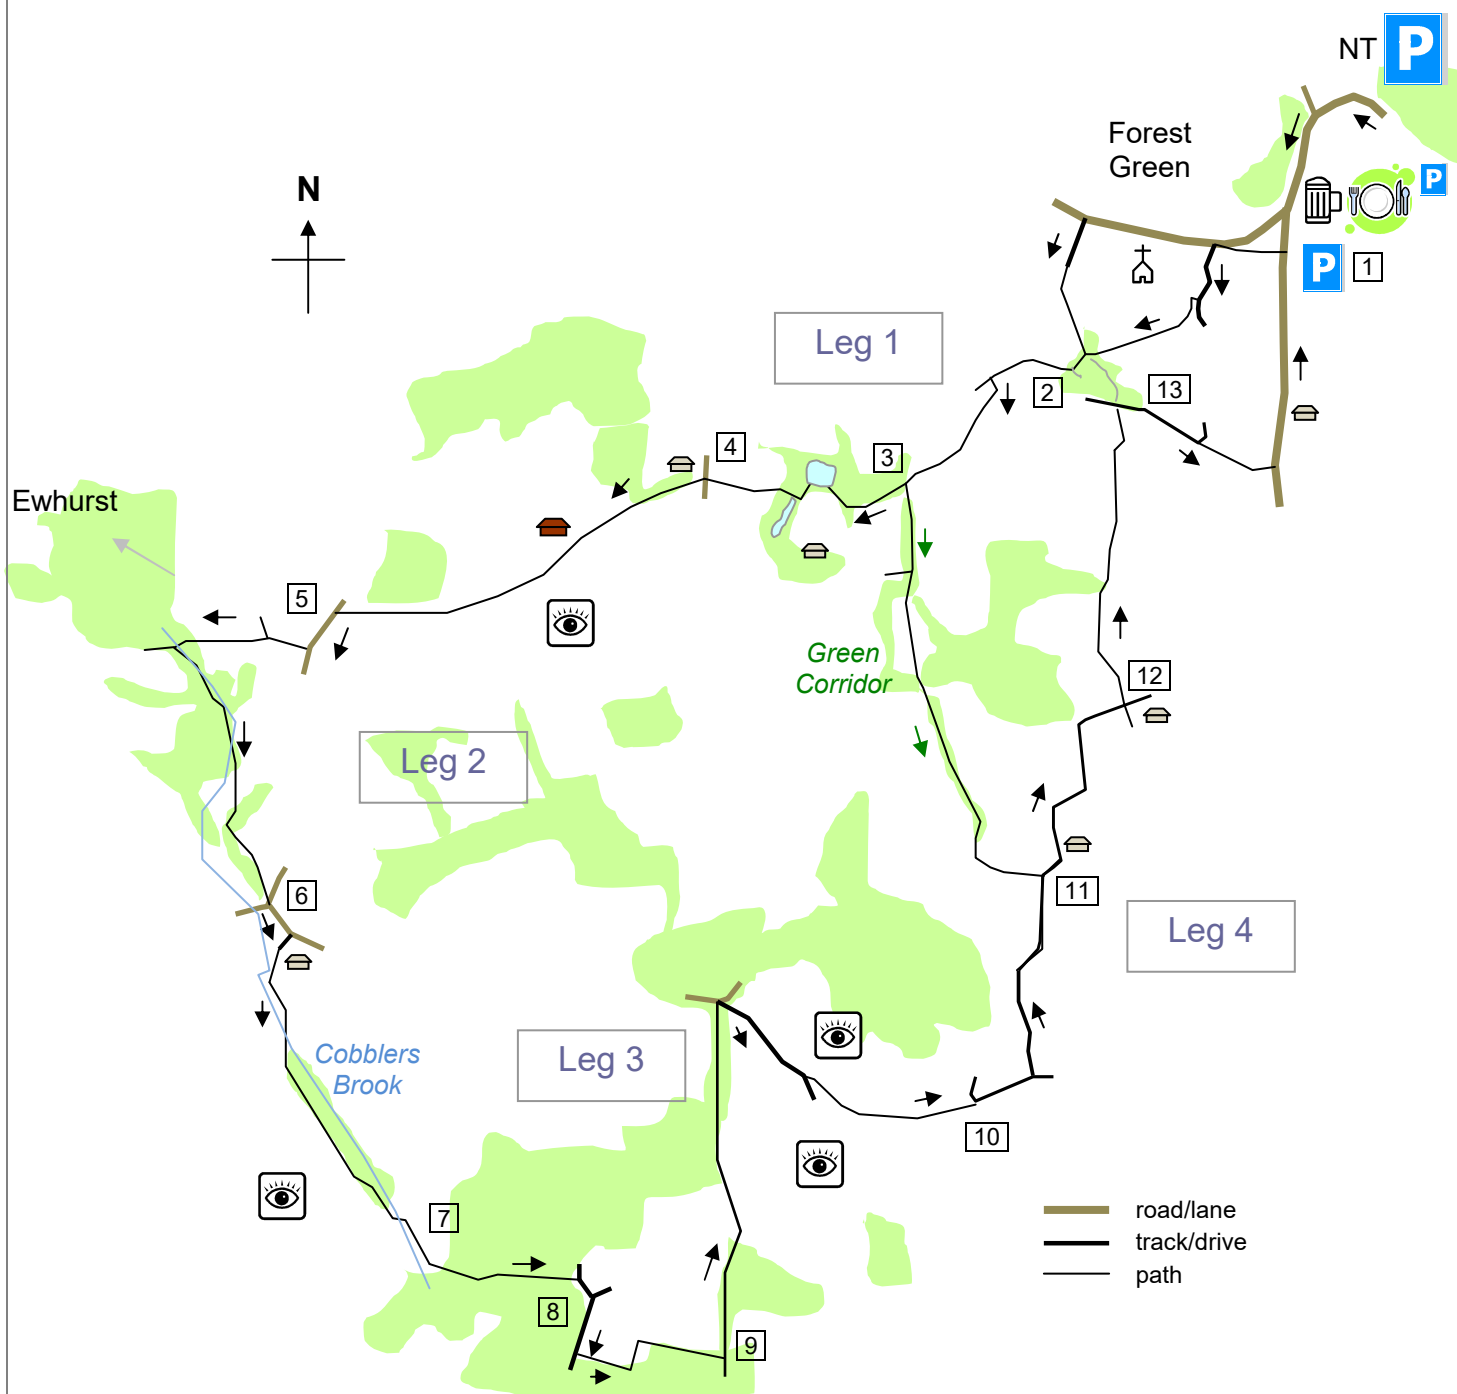 NT P
Forest
Green
P
N
P 1
Leg 1
2
13
4
3
Ewhurst
5
Green
Corridor
12
Leg 2
6
11
Leg 4
Cobblers
Brook
Leg 3
10
7
road/lane
track/drive
path
8
9